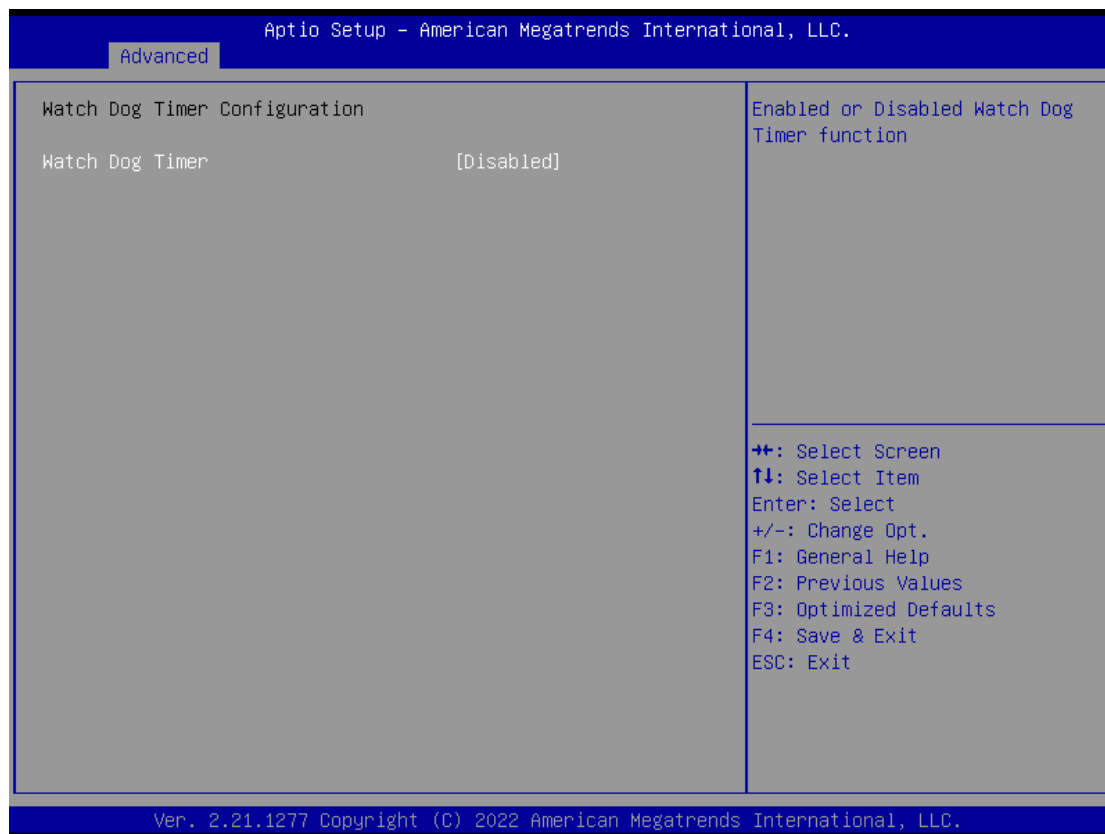 Aptio Setup – American Megatrends International, LLC.
Advanced
Watch Dog Timer Configuration
Watch Dog Timer [Disabled]
Enabled or Disabled Watch Dog
Timer function
→←: Select Screen
↑↓: Select Item
Enter: Select
+/-: Change Opt.
F1: General Help
F2: Previous Values
F3: Optimized Defaults
F4: Save & Exit
ESC: Exit
Ver. 2.21.1277 Copyright (C) 2022 American Megatrends International, LLC.